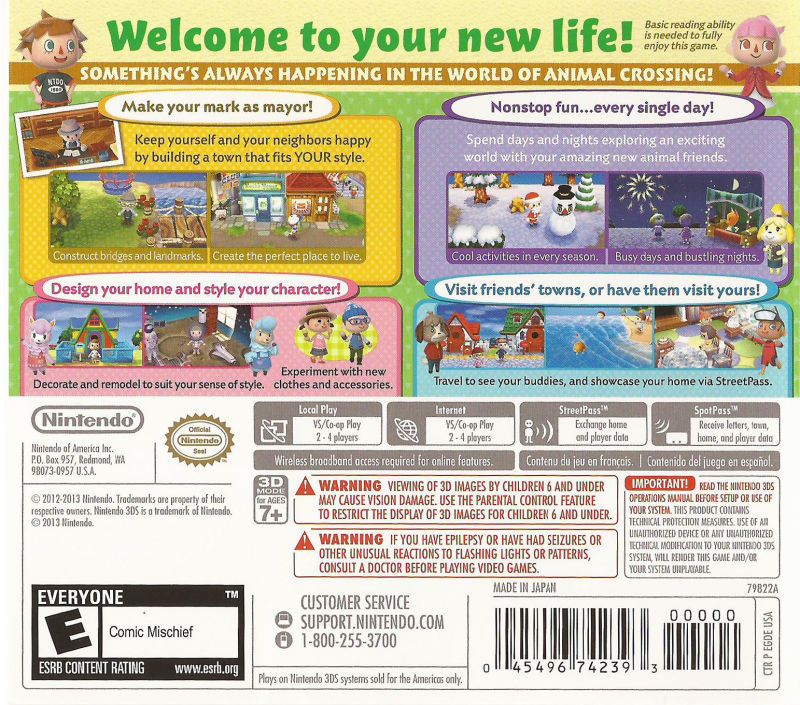 Welcome to your new life!
Basic reading ability
is needed to fully
enjoy this game.
SOMETHING'S ALWAYS HAPPENING IN THE WORLD OF ANIMAL CROSSING!
NTDO
1889
Make your mark as mayor!
Keep yourself and your neighbors happy
by building a town that fits YOUR style.
Construct bridges and landmarks.
Create the perfect place to live.
Nonstop fun...every single day!
Spend days and nights exploring an exciting
world with your amazing new animal friends.
Cool activities in every season.
Busy days and bustling nights.
Design your home and style your character!
Decorate and remodel to suit your sense of style.
Experiment with new
clothes and accessories.
Visit friends' towns, or have them visit yours!
Travel to see your buddies, and showcase your home via StreetPass.
Nintendo®
Nintendo of America Inc.
P.O. Box 957, Redmond, WA
98073-0957 U.S.A.
Official
Nintendo
Seal
Local Play
VS/Co-op Play
2 - 4 players
Internet
VS/Co-op Play
2 - 4 players
StreetPass™
Exchange home
and player data
SpotPass™
Receive letters, town,
home, and player data
Wireless broadband access required for online features.
Contenu du jeu en français.
Contenido del juego en español.
© 2012-2013 Nintendo. Trademarks are property of their
respective owners. Nintendo 3DS is a trademark of Nintendo.
© 2013 Nintendo.
3D
MODE
for AGES
7+
WARNING VIEWING OF 3D IMAGES BY CHILDREN 6 AND UNDER
MAY CAUSE VISION DAMAGE. USE THE PARENTAL CONTROL FEATURE
TO RESTRICT THE DISPLAY OF 3D IMAGES FOR CHILDREN 6 AND UNDER.
WARNING IF YOU HAVE EPILEPSY OR HAVE HAD SEIZURES OR
OTHER UNUSUAL REACTIONS TO FLASHING LIGHTS OR PATTERNS,
CONSULT A DOCTOR BEFORE PLAYING VIDEO GAMES.
IMPORTANT! READ THE NINTENDO 3DS
OPERATIONS MANUAL BEFORE SETUP OR USE OF
YOUR SYSTEM. THIS PRODUCT CONTAINS
TECHNICAL PROTECTION MEASURES. USE OF AN
UNAUTHORIZED DEVICE OR ANY UNAUTHORIZED
TECHNICAL MODIFICATION TO YOUR NINTENDO 3DS
SYSTEM, WILL RENDER THIS GAME AND/OR
YOUR SYSTEM UNPLAYABLE.
EVERYONE ™
E
Comic Mischief
ESRB CONTENT RATING www.esrb.org
CUSTOMER SERVICE
SUPPORT.NINTENDO.COM
1-800-255-3700
Plays on Nintendo 3DS systems sold for the Americas only.
MADE IN JAPAN
79822A
00000
0 45496 74239 3
CTR P EGDE USA